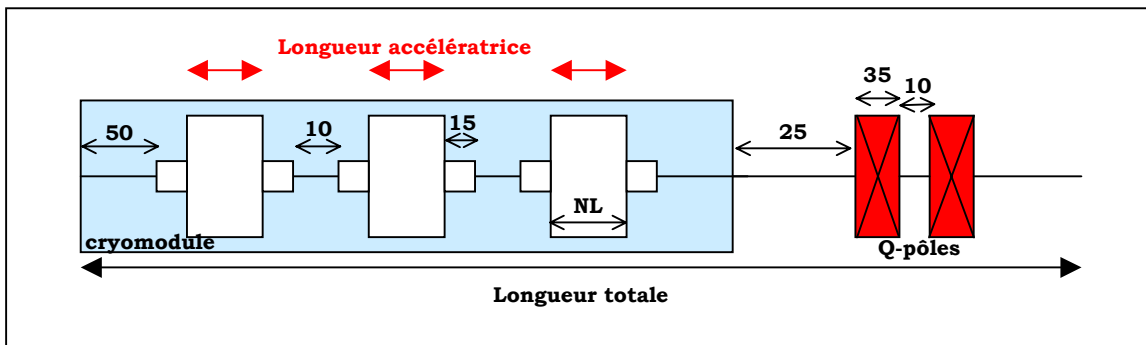 Longueur accélératrice
35
10
50
10
15
25
NL
cryomodule
Q-pôles
Longueur totale